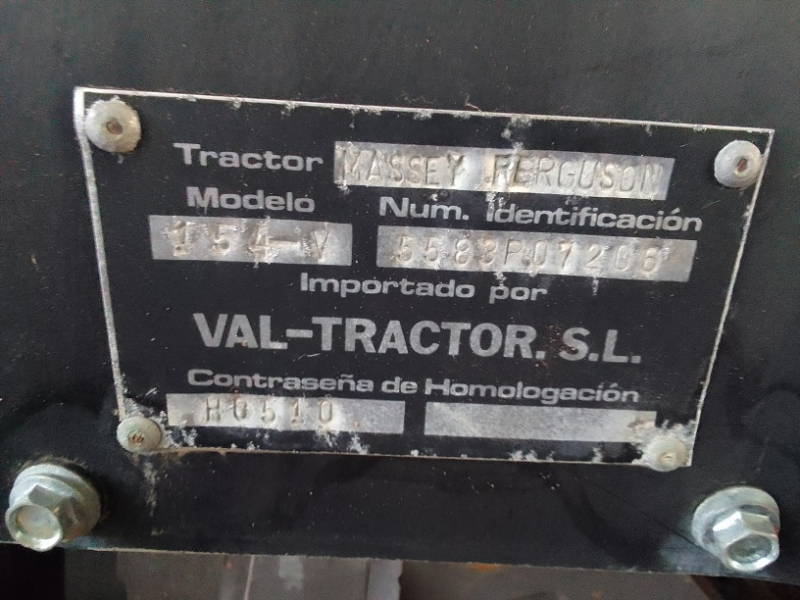 Tractor MASSEY FERGUSON
Modelo Num. Identificación
154-V 5583P07206
Importado por
VAL-TRACTOR. S.L.
Contraseña de Homologación
H0510